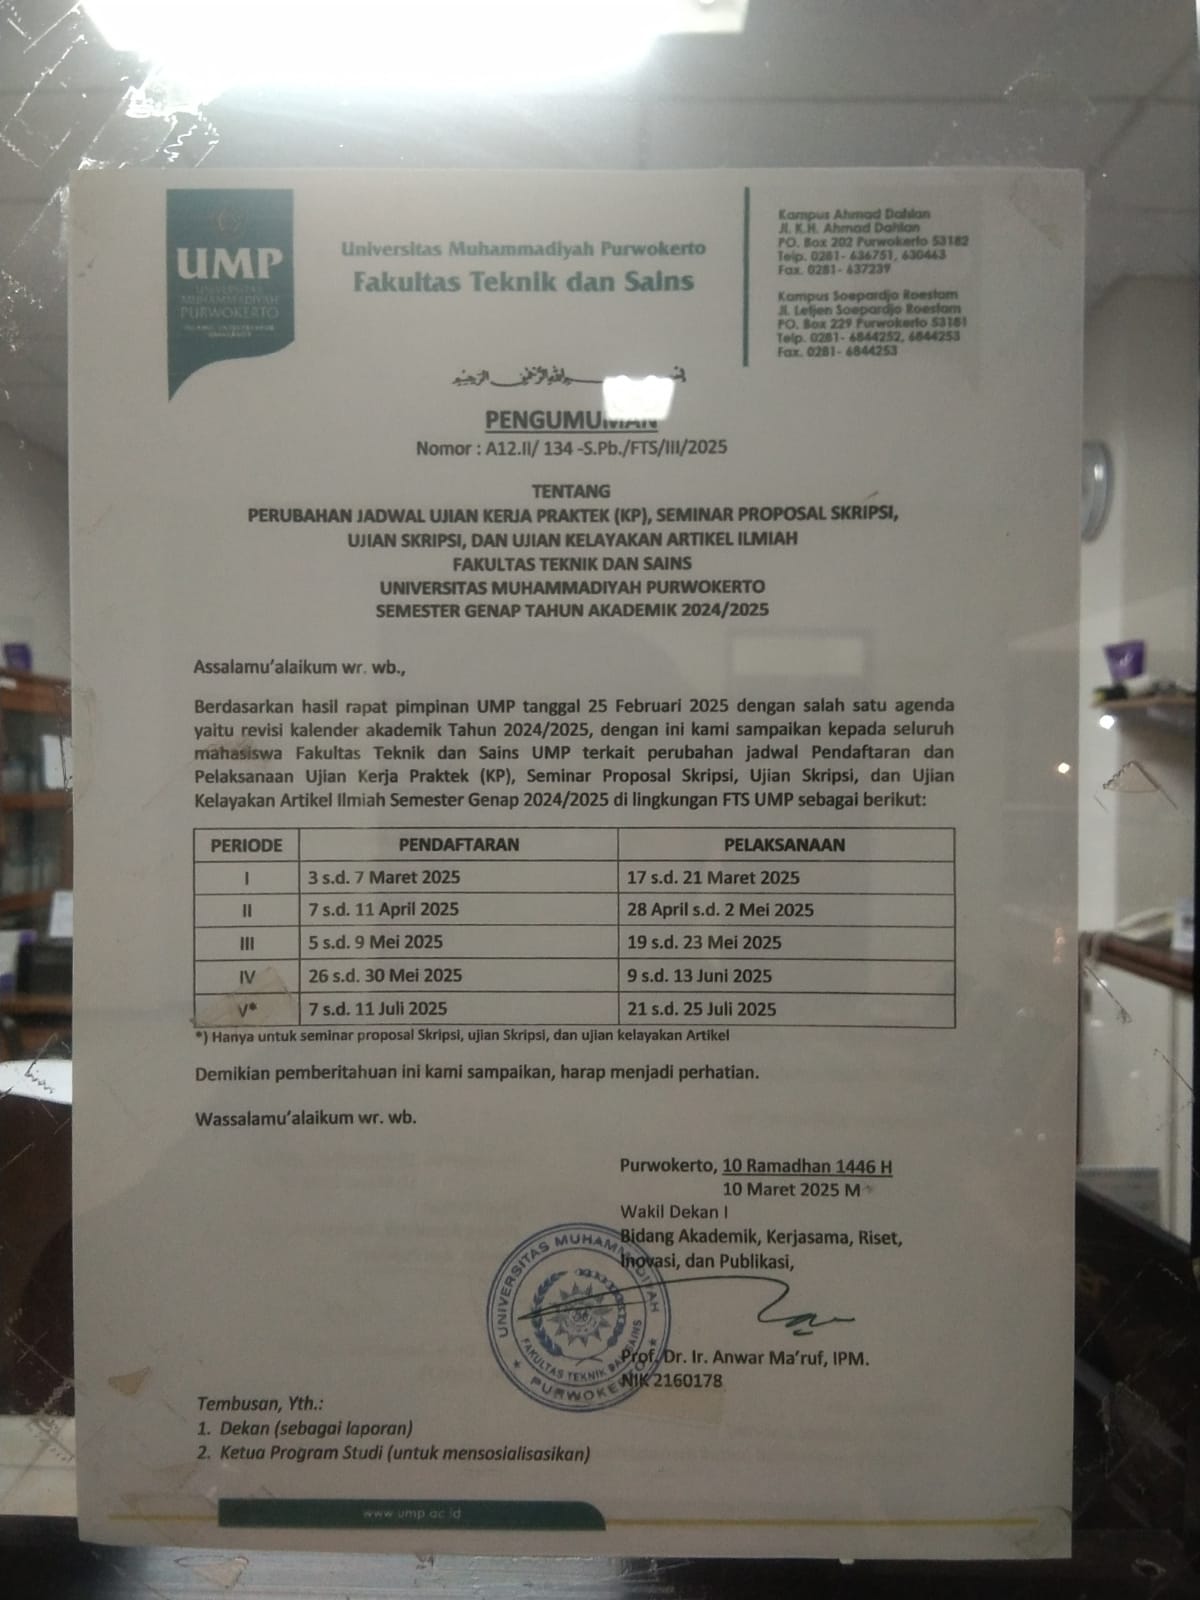 UMP
UNIVERSITAS
MUHAMMADIYAH
PURWOKERTO
Universitas Muhammadiyah Purwokerto
Fakultas Teknik dan Sains
Kampus Ahmad Dahlan
Jl. K.H. Ahmad Dahlan
PO. Box 202 Purwokerto 53182
Telp. 0281- 636751, 630463
Fax. 0281- 637239
Kampus Soepardjo Roestam
Jl. Letjen Soepardjo Roestam
PO. Box 229 Purwokerto 53181
Telp. 0281- 6844252, 6844253
Fax. 0281- 6844253
بسم الله الرحمن الرحيم
PENGUMUMAN
Nomor : A12.II/ 134 -S.Pb./FTS/III/2025
TENTANG
PERUBAHAN JADWAL UJIAN KERJA PRAKTEK (KP), SEMINAR PROPOSAL SKRIPSI,
UJIAN SKRIPSI, DAN UJIAN KELAYAKAN ARTIKEL ILMIAH
FAKULTAS TEKNIK DAN SAINS
UNIVERSITAS MUHAMMADIYAH PURWOKERTO
SEMESTER GENAP TAHUN AKADEMIK 2024/2025
Assalamu'alaikum wr. wb.,
Berdasarkan hasil rapat pimpinan UMP tanggal 25 Februari 2025 dengan salah satu agenda
yaitu revisi kalender akademik Tahun 2024/2025, dengan ini kami sampaikan kepada seluruh
mahasiswa Fakultas Teknik dan Sains UMP terkait perubahan jadwal Pendaftaran dan
Pelaksanaan Ujian Kerja Praktek (KP), Seminar Proposal Skripsi, Ujian Skripsi, dan Ujian
Kelayakan Artikel Ilmiah Semester Genap 2024/2025 di lingkungan FTS UMP sebagai berikut:
PERIODE PENDAFTARAN PELAKSANAAN
I 3 s.d. 7 Maret 2025 17 s.d. 21 Maret 2025
II 7 s.d. 11 April 2025 28 April s.d. 2 Mei 2025
III 5 s.d. 9 Mei 2025 19 s.d. 23 Mei 2025
IV 26 s.d. 30 Mei 2025 9 s.d. 13 Juni 2025
V* 7 s.d. 11 Juli 2025 21 s.d. 25 Juli 2025
*) Hanya untuk seminar proposal Skripsi, ujian Skripsi, dan ujian kelayakan Artikel
Demikian pemberitahuan ini kami sampaikan, harap menjadi perhatian.
Wassalamu'alaikum wr. wb.
Purwokerto, 10 Ramadhan 1446 H
10 Maret 2025 M
Wakil Dekan I
Bidang Akademik, Kerjasama, Riset,
Inovasi, dan Publikasi,
UNIVERSITAS MUHAMMADIYAH
FAKULTAS TEKNIK DAN SAINS
PURWOKERTO
Prof. Dr. Ir. Anwar Ma'ruf, IPM.
NIK 2160178
Tembusan, Yth.:
1. Dekan (sebagai laporan)
2. Ketua Program Studi (untuk mensosialisasikan)
www.ump.ac.id